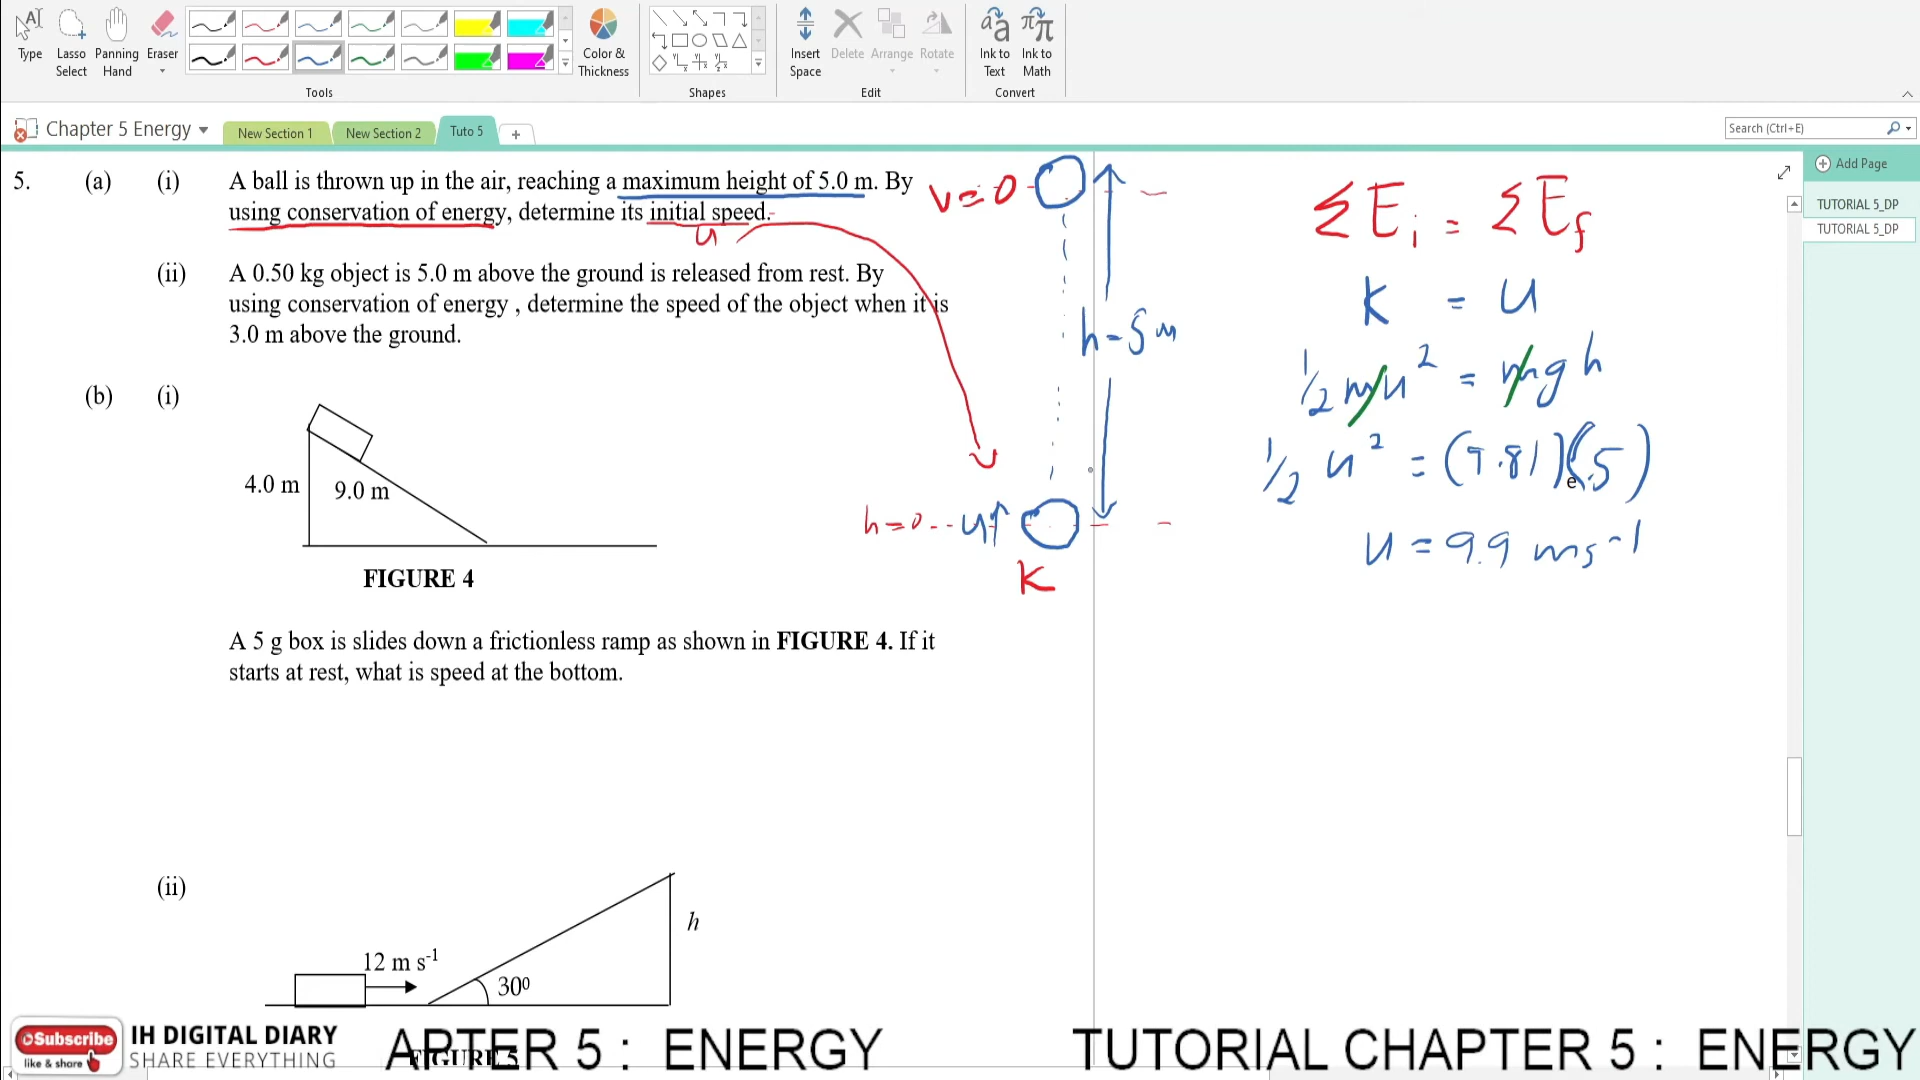 Type
Lasso Select
Panning Hand
Eraser
Color & Thickness
Insert Space
Delete
Arrange
Rotate
Ink to Text
Ink to Math
Tools
Shapes
Edit
Convert
Chapter 5 Energy
New Section 1
New Section 2
Tuto 5
Search (Ctrl+E)
Add Page
TUTORIAL 5_DP
TUTORIAL 5_DP
5. (a) (i) A ball is thrown up in the air, reaching a maximum height of 5.0 m. By
using conservation of energy, determine its initial speed.
u
(ii) A 0.50 kg object is 5.0 m above the ground is released from rest. By
using conservation of energy , determine the speed of the object when it is
3.0 m above the ground.
(b) (i)
4.0 m
9.0 m
FIGURE 4
A 5 g box is slides down a frictionless ramp as shown in FIGURE 4. If it
starts at rest, what is speed at the bottom.
(ii)
12 m s-1
30⁰
h
v = 0
h = 5 m
h = 0
u
K
ΣEi = ΣEf
K = U
1/2 mu² = mgh
1/2 u² = (9.81)(5)
u = 9.9 ms-1
Subscribe
like & share
IH DIGITAL DIARY
SHARE EVERYTHING
FIGURE 5
APTER 5 : ENERGY
TUTORIAL CHAPTER 5 : ENERGY